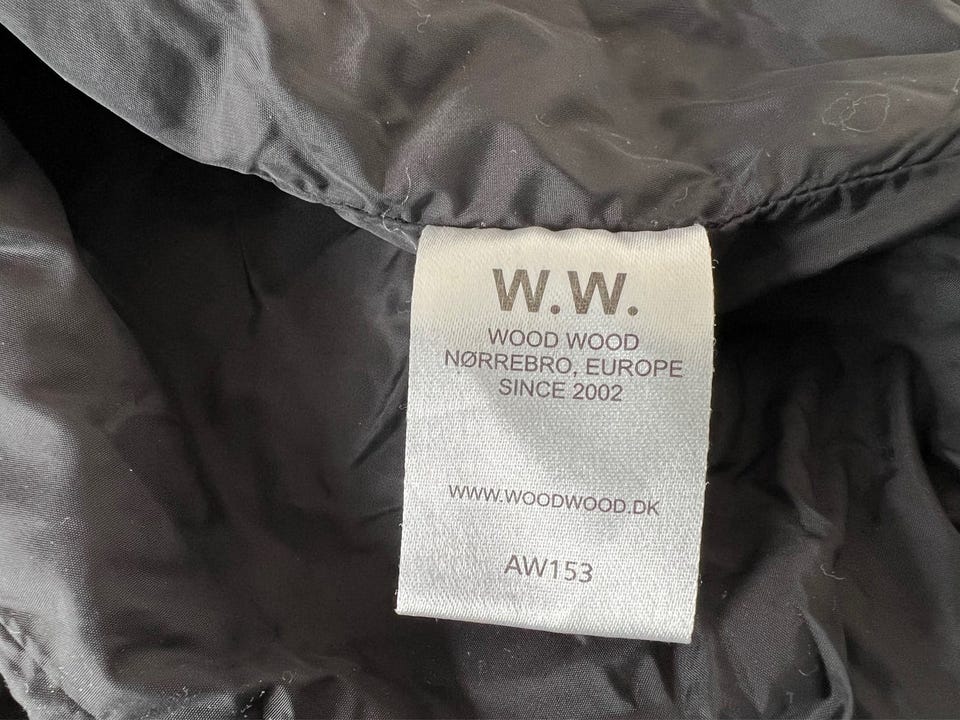 W.W.
WOOD WOOD
NØRREBRO, EUROPE
SINCE 2002
WWW.WOODWOOD.DK
AW153